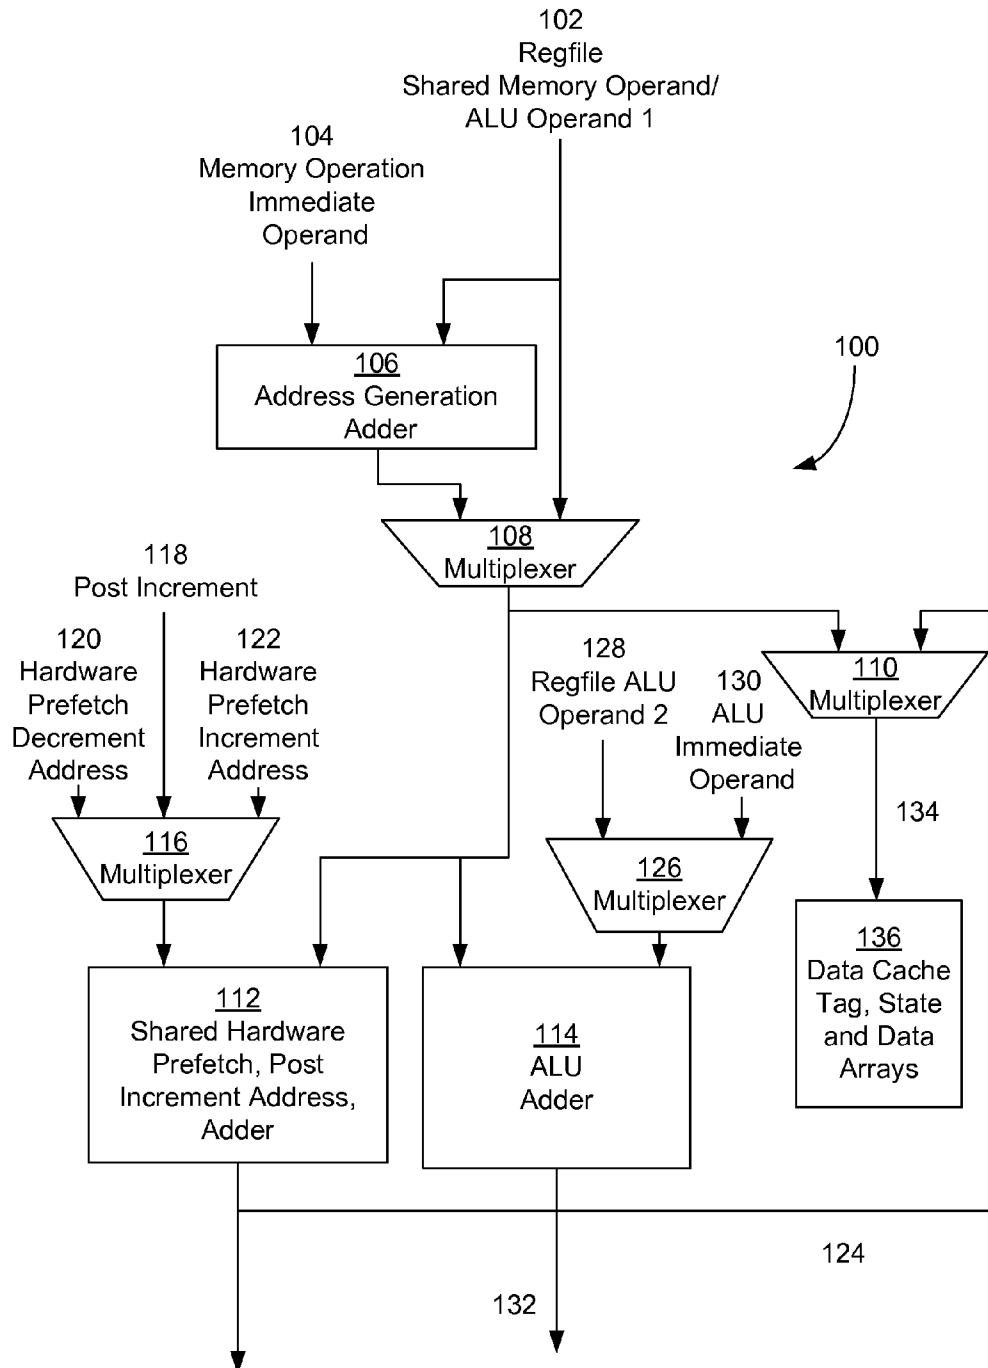 102
Regfile
Shared Memory Operand/
ALU Operand 1
104
Memory Operation
Immediate
Operand
106
Address Generation
Adder
100
108
Multiplexer
118
Post Increment
120
Hardware
Prefetch
Decrement
Address
122
Hardware
Prefetch
Increment
Address
128
Regfile ALU
Operand 2
130
ALU
Immediate
Operand
110
Multiplexer
134
116
Multiplexer
126
Multiplexer
112
Shared Hardware
Prefetch, Post
Increment Address,
Adder
114
ALU
Adder
136
Data Cache
Tag, State
and Data
Arrays
124
132